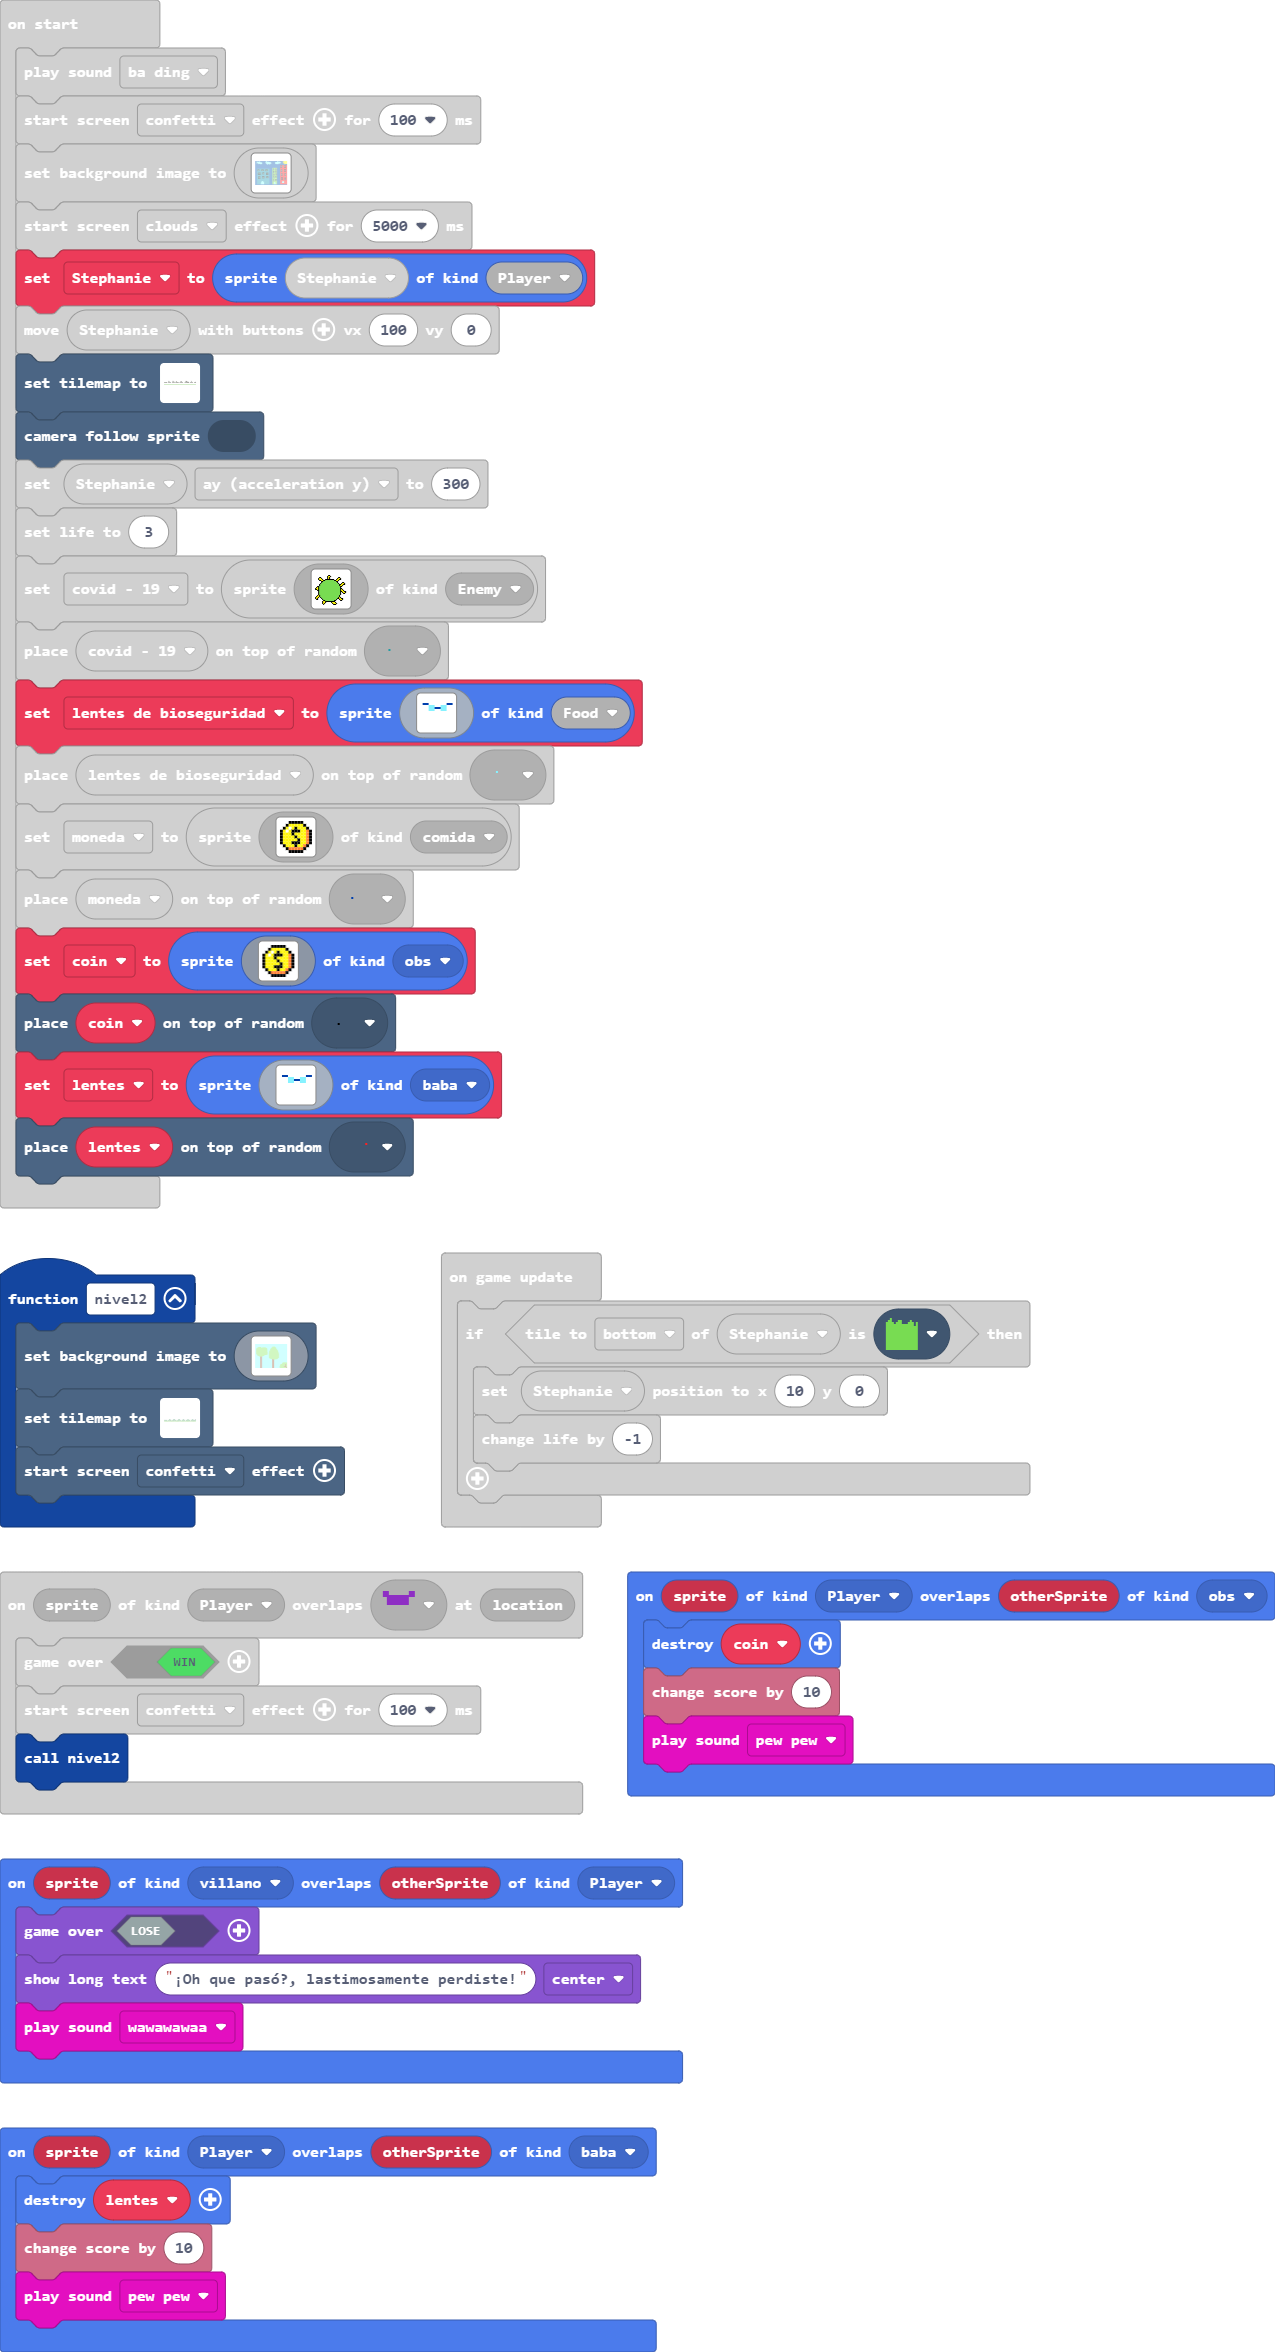 on start
play sound ba ding
start screen confetti effect for 100 ms
set background image to
start screen clouds effect for 5000 ms
set Stephanie to sprite Stephanie of kind Player
move Stephanie with buttons vx 100 vy 0
set tilemap to
camera follow sprite
set Stephanie ay (acceleration y) to 300
set life to 3
set covid - 19 to sprite of kind Enemy
place covid - 19 on top of random
set lentes de bioseguridad to sprite of kind Food
place lentes de bioseguridad on top of random
set moneda to sprite of kind comida
place moneda on top of random
set coin to sprite of kind obs
place coin on top of random
set lentes to sprite of kind baba
place lentes on top of random
function nivel2
set background image to
set tilemap to
start screen confetti effect
on game update
if tile to bottom of Stephanie is then
set Stephanie position to x 10 y 0
change life by -1
on sprite of kind Player overlaps at location
game over WIN
start screen confetti effect for 100 ms
call nivel2
on sprite of kind Player overlaps otherSprite of kind obs
destroy coin
change score by 10
play sound pew pew
on sprite of kind villano overlaps otherSprite of kind Player
game over LOSE
show long text "¡Oh que pasó?, lastimosamente perdiste!" center
play sound wawawawaa
on sprite of kind Player overlaps otherSprite of kind baba
destroy lentes
change score by 10
play sound pew pew